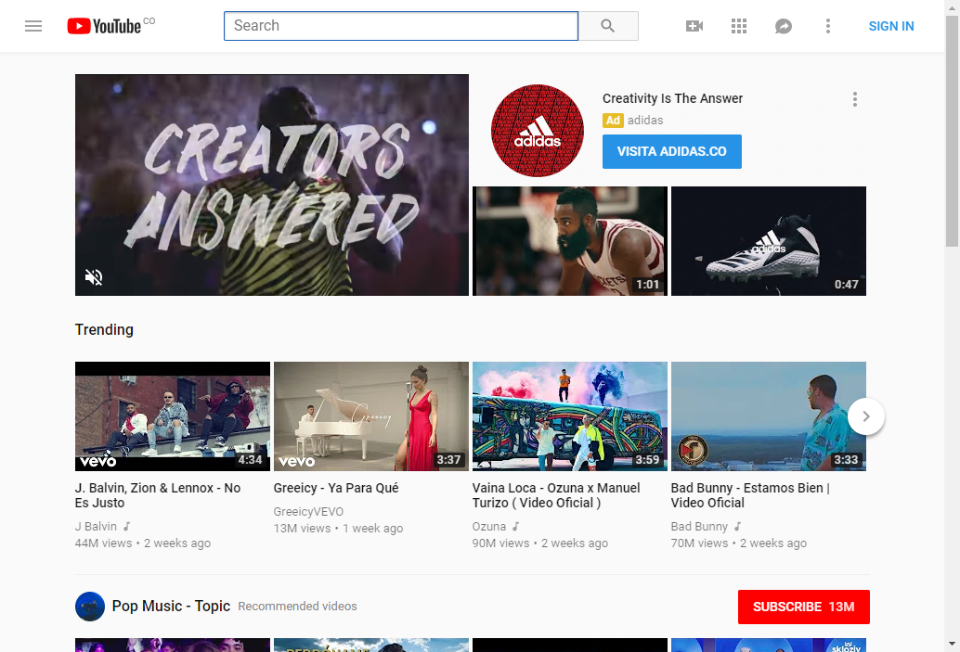 YouTube CO
Search
SIGN IN
CREATORS
ANSWERED
adidas
Creativity Is The Answer
Ad adidas
VISITA ADIDAS.CO
1:01
adidas
0:47
Trending
vevo
4:34
Greeicy
vevo
3:37
3:59
3:33
J. Balvin, Zion & Lennox - No
Es Justo
J Balvin
44M views • 2 weeks ago
Greeicy - Ya Para Qué
GreeicyVEVO
13M views • 1 week ago
Vaina Loca - Ozuna x Manuel
Turizo ( Video Oficial )
Ozuna
90M views • 2 weeks ago
Bad Bunny - Estamos Bien |
Video Oficial
Bad Bunny
70M views • 2 weeks ago
Pop Music - Topic Recommended videos
SUBSCRIBE 13M